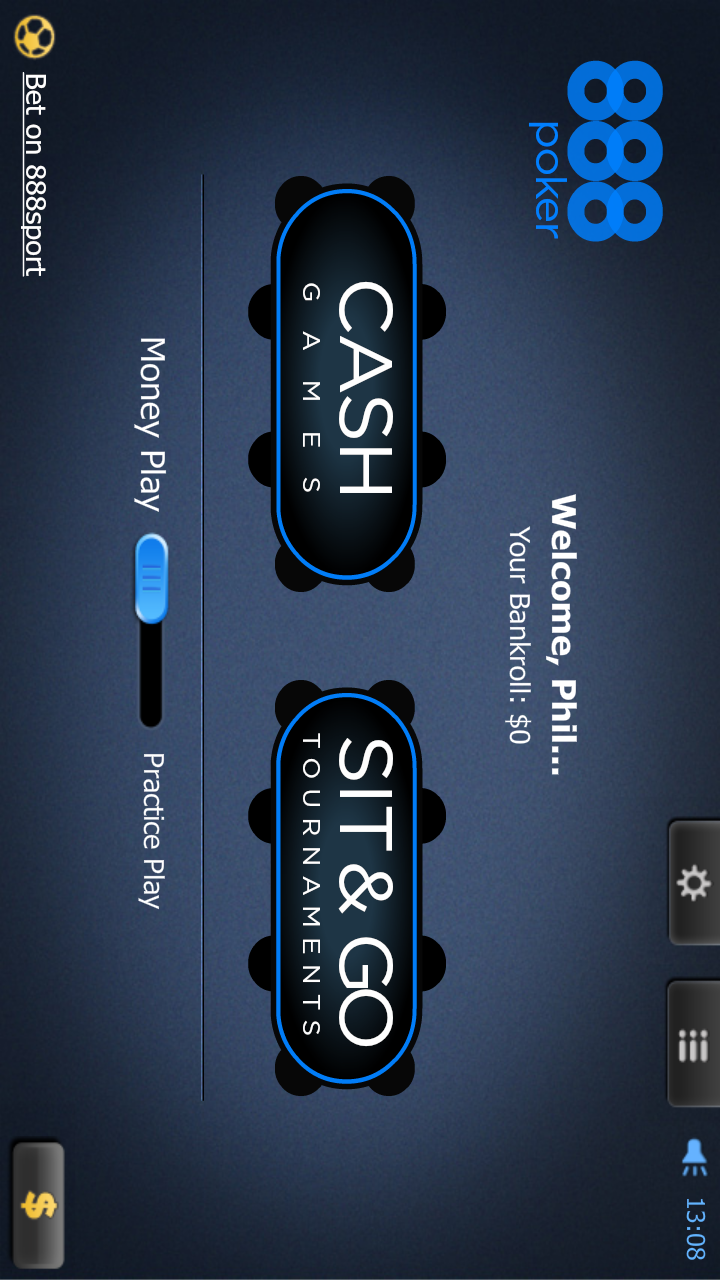 13:08
888
poker
Welcome, Phil...
Your Bankroll: $0
CASH
GAMES
SIT & GO
TOURNAMENTS
Money Play
Practice Play
Bet on 888sport
$